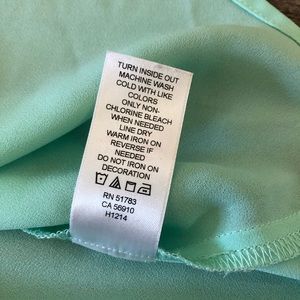 TURN INSIDE OUT
MACHINE WASH
COLD WITH LIKE
COLORS
ONLY NON-
CHLORINE BLEACH
WHEN NEEDED
LINE DRY
WARM IRON ON
REVERSE IF
NEEDED
DO NOT IRON ON
DECORATION
RN 51783
CA 56910
H1214